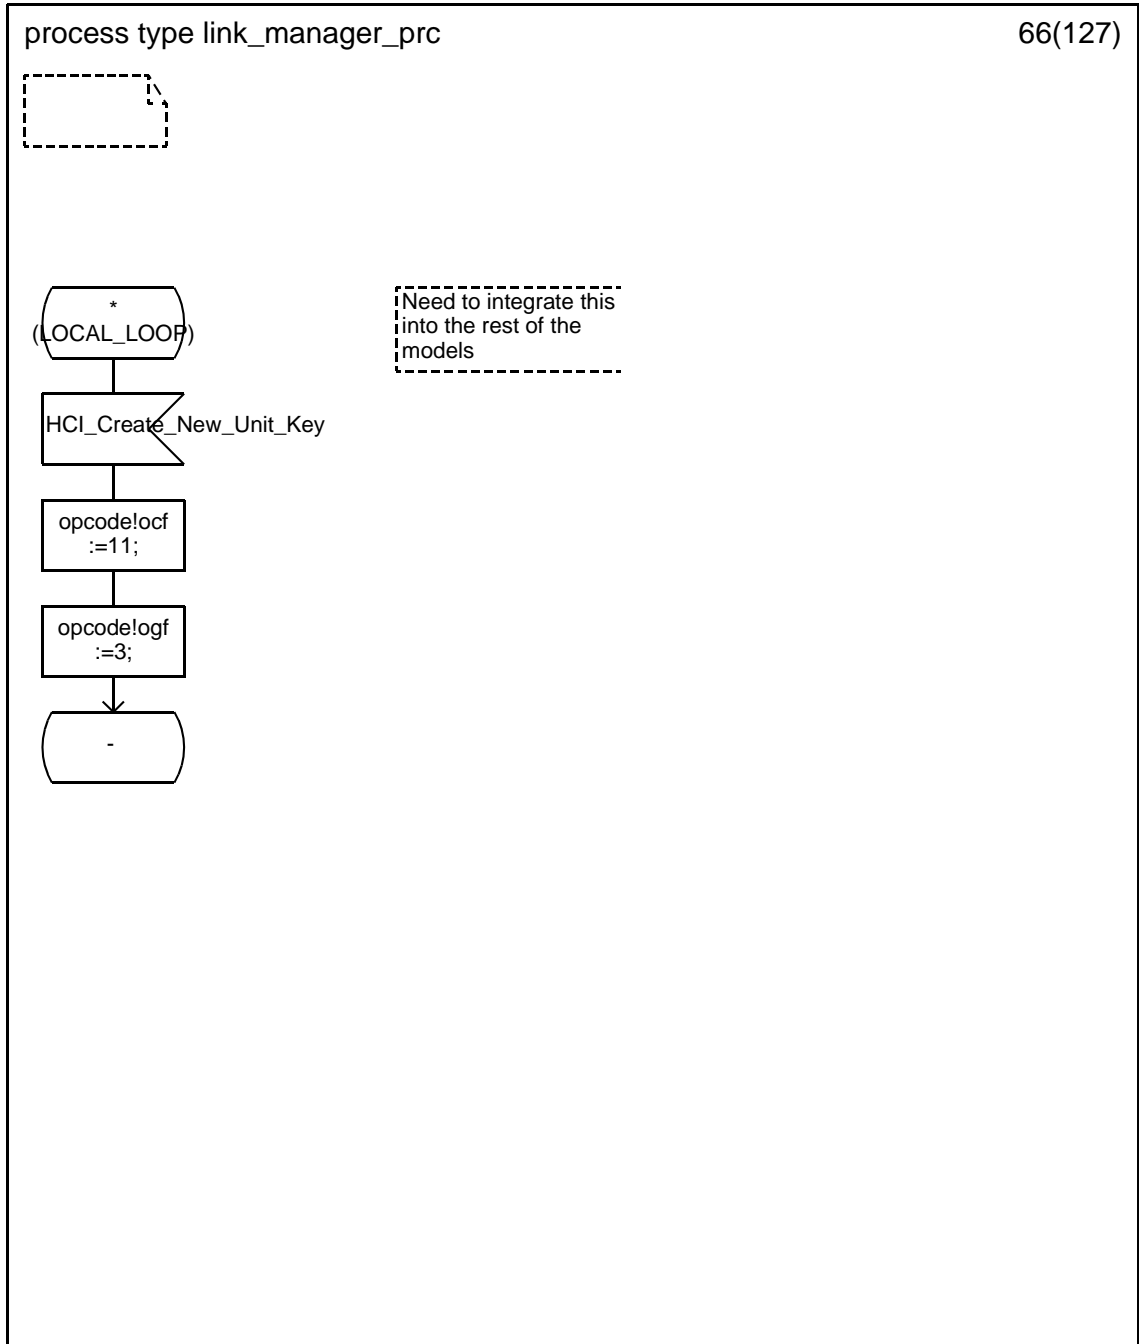 process type link_manager_prc
66(127)
*
(LOCAL_LOOP)
Need to integrate this
into the rest of the
models
HCI_Create_New_Unit_Key
opcode!ocf
:=11;
opcode!ogf
:=3;
-